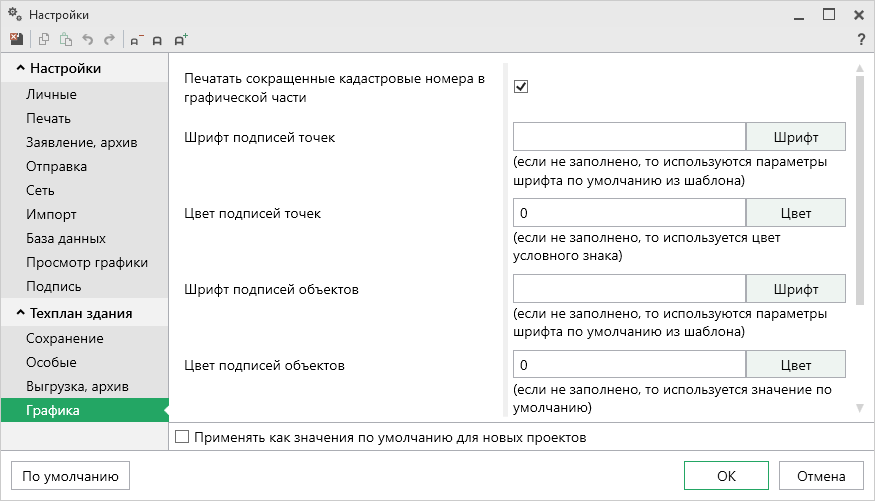 Настройки
a⁻ a a⁺ ?
Настройки
Личные
Печать
Заявление, архив
Отправка
Сеть
Импорт
База данных
Просмотр графики
Подпись
Техплан здания
Сохранение
Особые
Выгрузка, архив
Графика
Печатать сокращенные кадастровые номера в
графической части
Шрифт подписей точек
Шрифт
(если не заполнено, то используются параметры
шрифта по умолчанию из шаблона)
Цвет подписей точек
0
Цвет
(если не заполнено, то используется цвет
условного знака)
Шрифт подписей объектов
Шрифт
(если не заполнено, то используются параметры
шрифта по умолчанию из шаблона)
Цвет подписей объектов
0
Цвет
(если не заполнено, то используется значение по
умолчанию)
Применять как значения по умолчанию для новых проектов
По умолчанию
ОК
Отмена